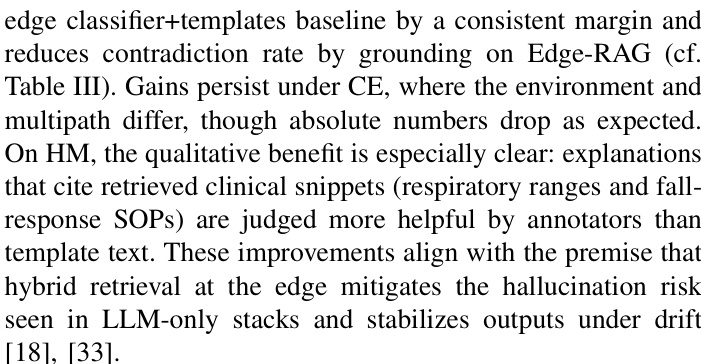 edge classifier+templates baseline by a consistent margin and
reduces contradiction rate by grounding on Edge-RAG (cf.
Table III). Gains persist under CE, where the environment and
multipath differ, though absolute numbers drop as expected.
On HM, the qualitative benefit is especially clear: explanations
that cite retrieved clinical snippets (respiratory ranges and fall-
response SOPs) are judged more helpful by annotators than
template text. These improvements align with the premise that
hybrid retrieval at the edge mitigates the hallucination risk
seen in LLM-only stacks and stabilizes outputs under drift
[18], [33].